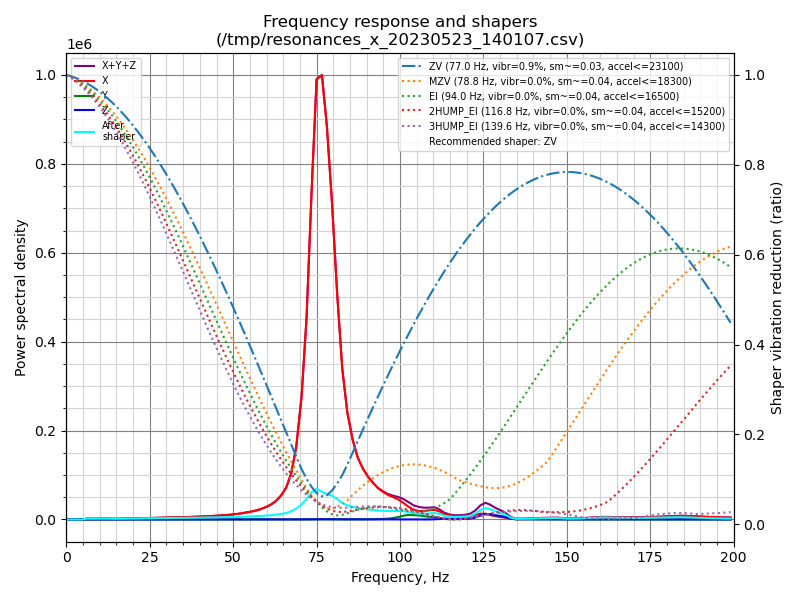 Frequency response and shapers
(/tmp/resonances_x_20230523_140107.csv)
1e6
X+Y+Z
X
Y
Z
After
shaper
ZV (77.0 Hz, vibr=0.9%, sm~=0.03, accel<=23100)
MZV (78.8 Hz, vibr=0.0%, sm~=0.04, accel<=18300)
EI (94.0 Hz, vibr=0.0%, sm~=0.04, accel<=16500)
2HUMP_EI (116.8 Hz, vibr=0.0%, sm~=0.04, accel<=15200)
3HUMP_EI (139.6 Hz, vibr=0.0%, sm~=0.04, accel<=14300)
Recommended shaper: ZV
Power spectral density
1.0
0.8
0.6
0.4
0.2
0.0
Shaper vibration reduction (ratio)
1.0
0.8
0.6
0.4
0.2
0.0
0 25 50 75 100 125 150 175 200
Frequency, Hz